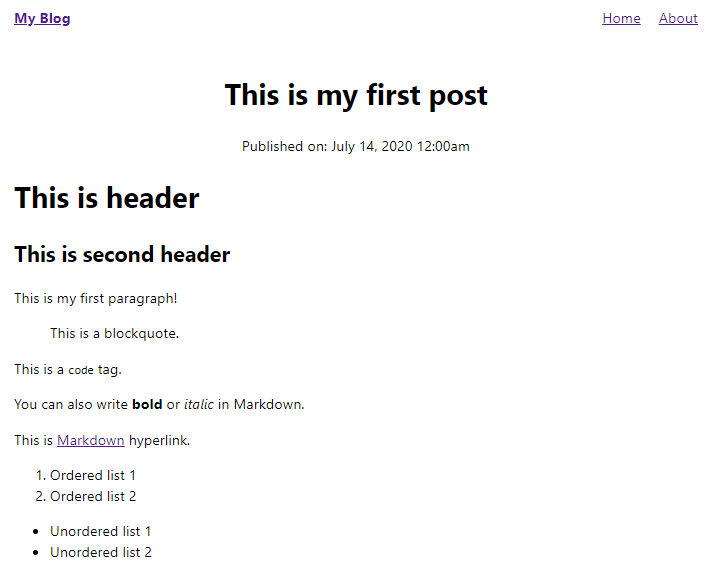 My Blog Home About
This is my first post
Published on: July 14, 2020 12:00am
This is header
This is second header
This is my first paragraph!
This is a blockquote.
This is a code tag.
You can also write bold or italic in Markdown.
This is Markdown hyperlink.
1. Ordered list 1
2. Ordered list 2
• Unordered list 1
• Unordered list 2